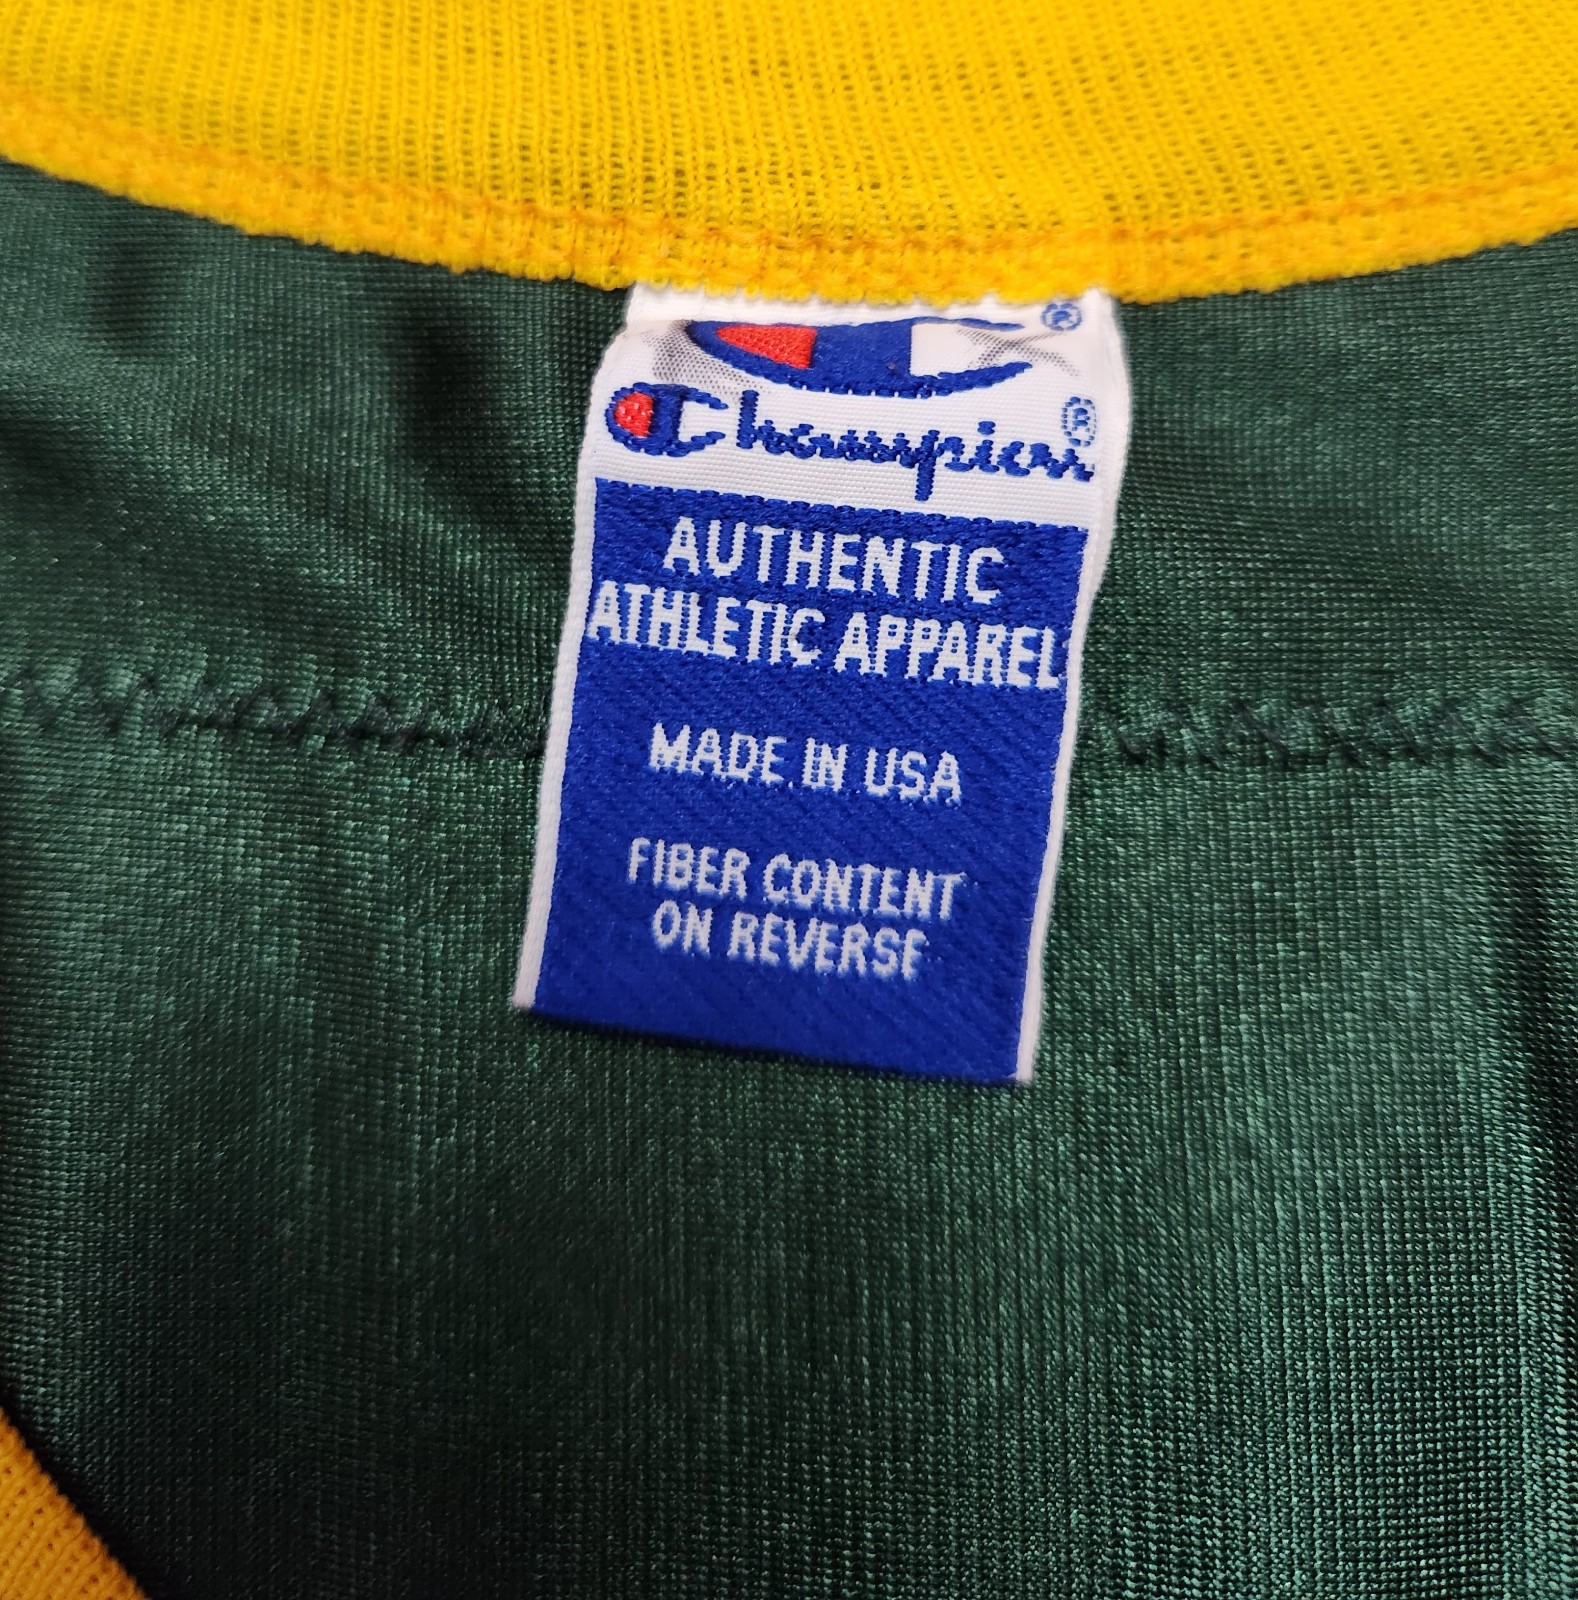 ®
Champion®
AUTHENTIC
ATHLETIC APPAREL
MADE IN USA
FIBER CONTENT
ON REVERSE